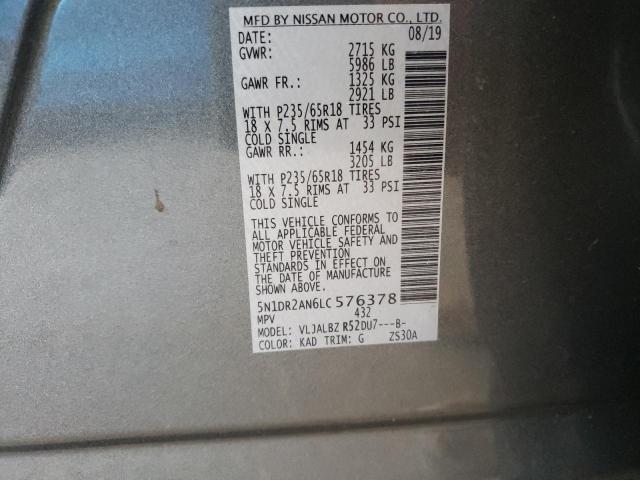 MFD BY NISSAN MOTOR CO., LTD.
DATE: 08/19
GVWR: 2715 KG
5986 LB
GAWR FR.: 1325 KG
2921 LB
WITH P235/65R18 TIRES
18 X 7.5 RIMS AT 33 PSI
COLD SINGLE
GAWR RR.: 1454 KG
3205 LB
WITH P235/65R18 TIRES
18 X 7.5 RIMS AT 33 PSI
COLD SINGLE
THIS VEHICLE CONFORMS TO
ALL APPLICABLE FEDERAL
MOTOR VEHICLE SAFETY AND
THEFT PREVENTION
STANDARDS IN EFFECT ON
THE DATE OF MANUFACTURE
SHOWN ABOVE.
5N1DR2AN6LC576378
MPV 432
MODEL: VLJALBZ R52DU7---B-
COLOR: KAD TRIM: G ZS30A